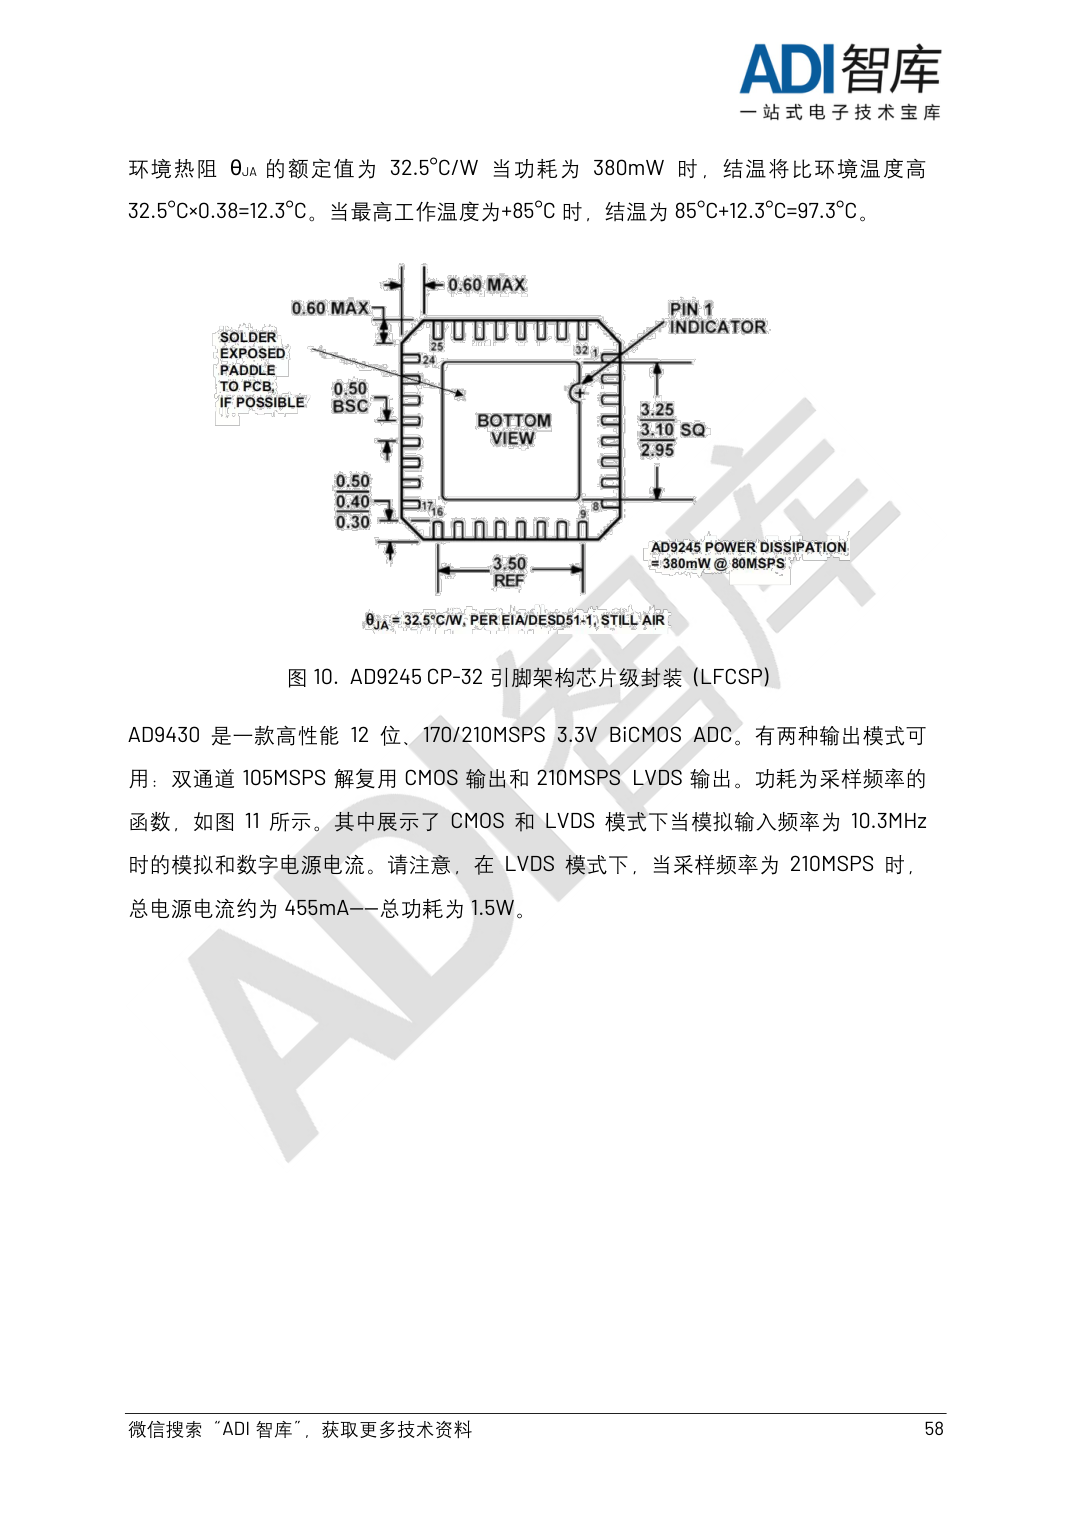 ADI智库
一站式电子技术宝库
环境热阻 θJA 的额定值为 32.5°C/W 当功耗为 380mW 时，结温将比环境温度高
32.5°C×0.38=12.3°C。当最高工作温度为+85°C 时，结温为 85°C+12.3°C=97.3°C。
0.60 MAX
0.60 MAX
PIN 1
INDICATOR
SOLDER
EXPOSED
PADDLE
TO PCB,
IF POSSIBLE
25
32
1
24
0.50
BSC
BOTTOM
VIEW
3.25
3.10 SQ
2.95
0.50
0.40
0.30
17
16
9
8
3.50
REF
AD9245 POWER DISSIPATION
= 380mW @ 80MSPS
θJA = 32.5°C/W, PER EIA/DESD51-1, STILL AIR
图 10. AD9245 CP-32 引脚架构芯片级封装 (LFCSP)
AD9430 是一款高性能 12 位、170/210MSPS 3.3V BiCMOS ADC。有两种输出模式可
用：双通道 105MSPS 解复用 CMOS 输出和 210MSPS LVDS 输出。功耗为采样频率的
函数，如图 11 所示。其中展示了 CMOS 和 LVDS 模式下当模拟输入频率为 10.3MHz
时的模拟和数字电源电流。请注意，在 LVDS 模式下，当采样频率为 210MSPS 时，
总电源电流约为 455mA——总功耗为 1.5W。
ADI智库
微信搜索“ADI 智库”，获取更多技术资料
58